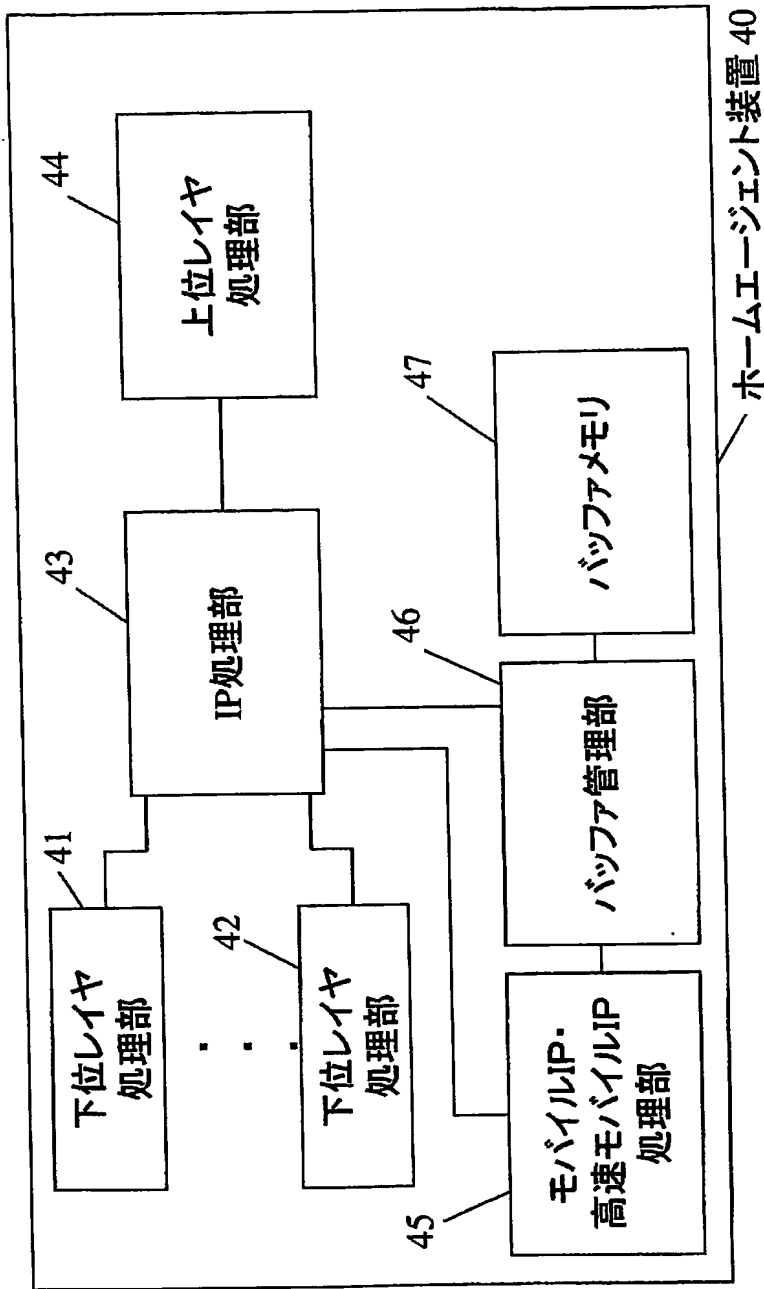 41
下位レイヤ
処理部
42
下位レイヤ
処理部
43
IP処理部
44
上位レイヤ
処理部
45
モバイルIP・
高速モバイルIP
処理部
46
バッファ管理部
47
バッファメモリ
ホームエージェント装置 40